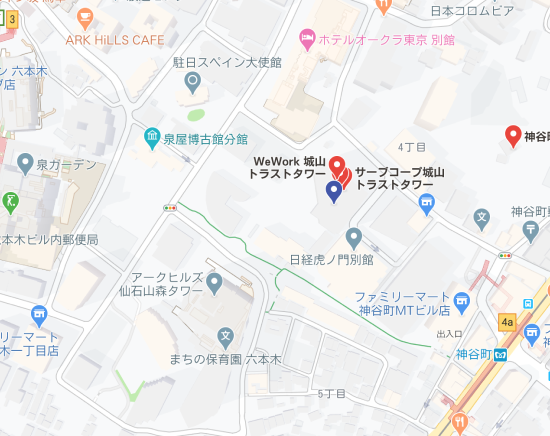 3
ARK HiLLS CAFE
日本コロムビア
ホテルオークラ東京 別館
ン 六本木
店
駐日スペイン大使館
泉屋博古館分館
4丁目
神谷町
泉ガーデン
WeWork 城山
トラストタワー
サーブコープ城山
トラストタワー
本木ビル内郵便局
神谷町
日経虎ノ門別館
アークヒルズ
仙石山森タワー
ファミリーマート
神谷町MTビル店
4a
出入口
リーマート
木一丁目店
まちの保育園 六本木
神谷町
5丁目